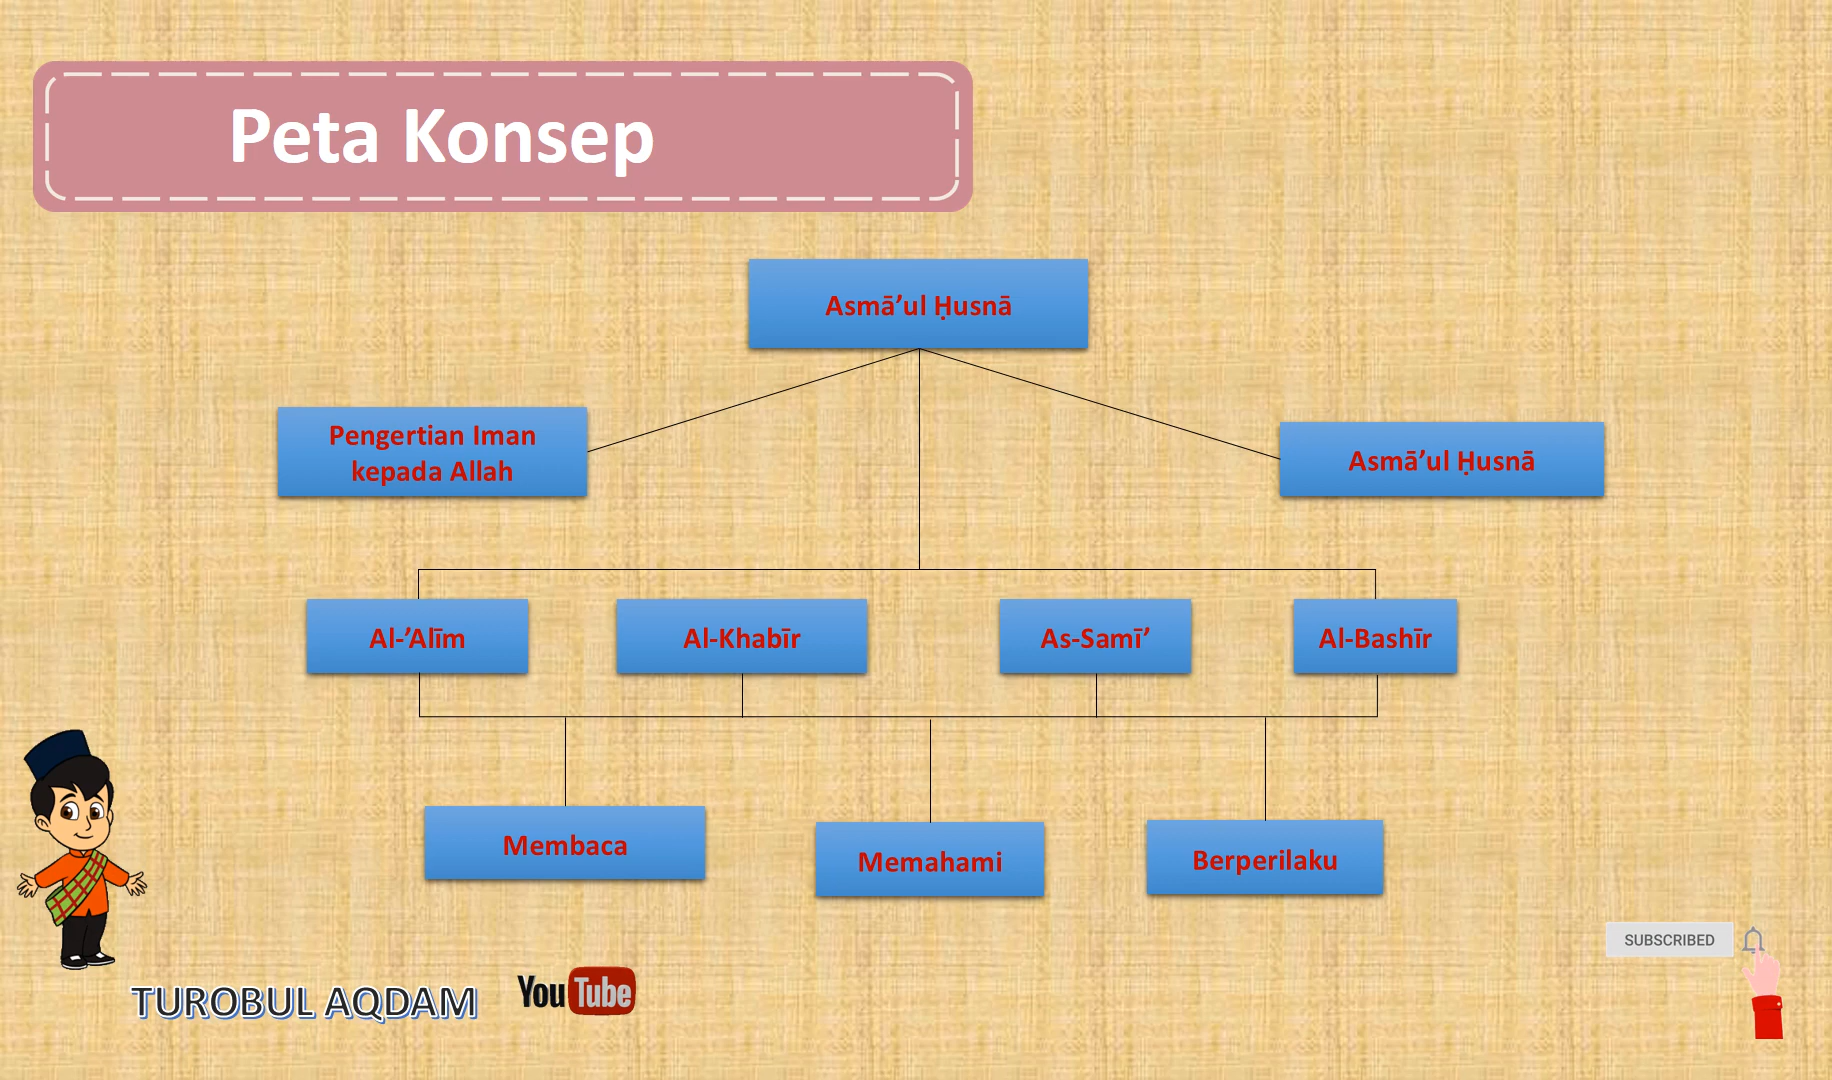 Peta Konsep
Asmā’ul Ḥusnā
Pengertian Iman
kepada Allah
Asmā’ul Ḥusnā
Al-’Alīm
Al-Khabīr
As-Samī’
Al-Bashīr
Membaca
Memahami
Berperilaku
SUBSCRIBED
TUROBUL AQDAM
YouTube